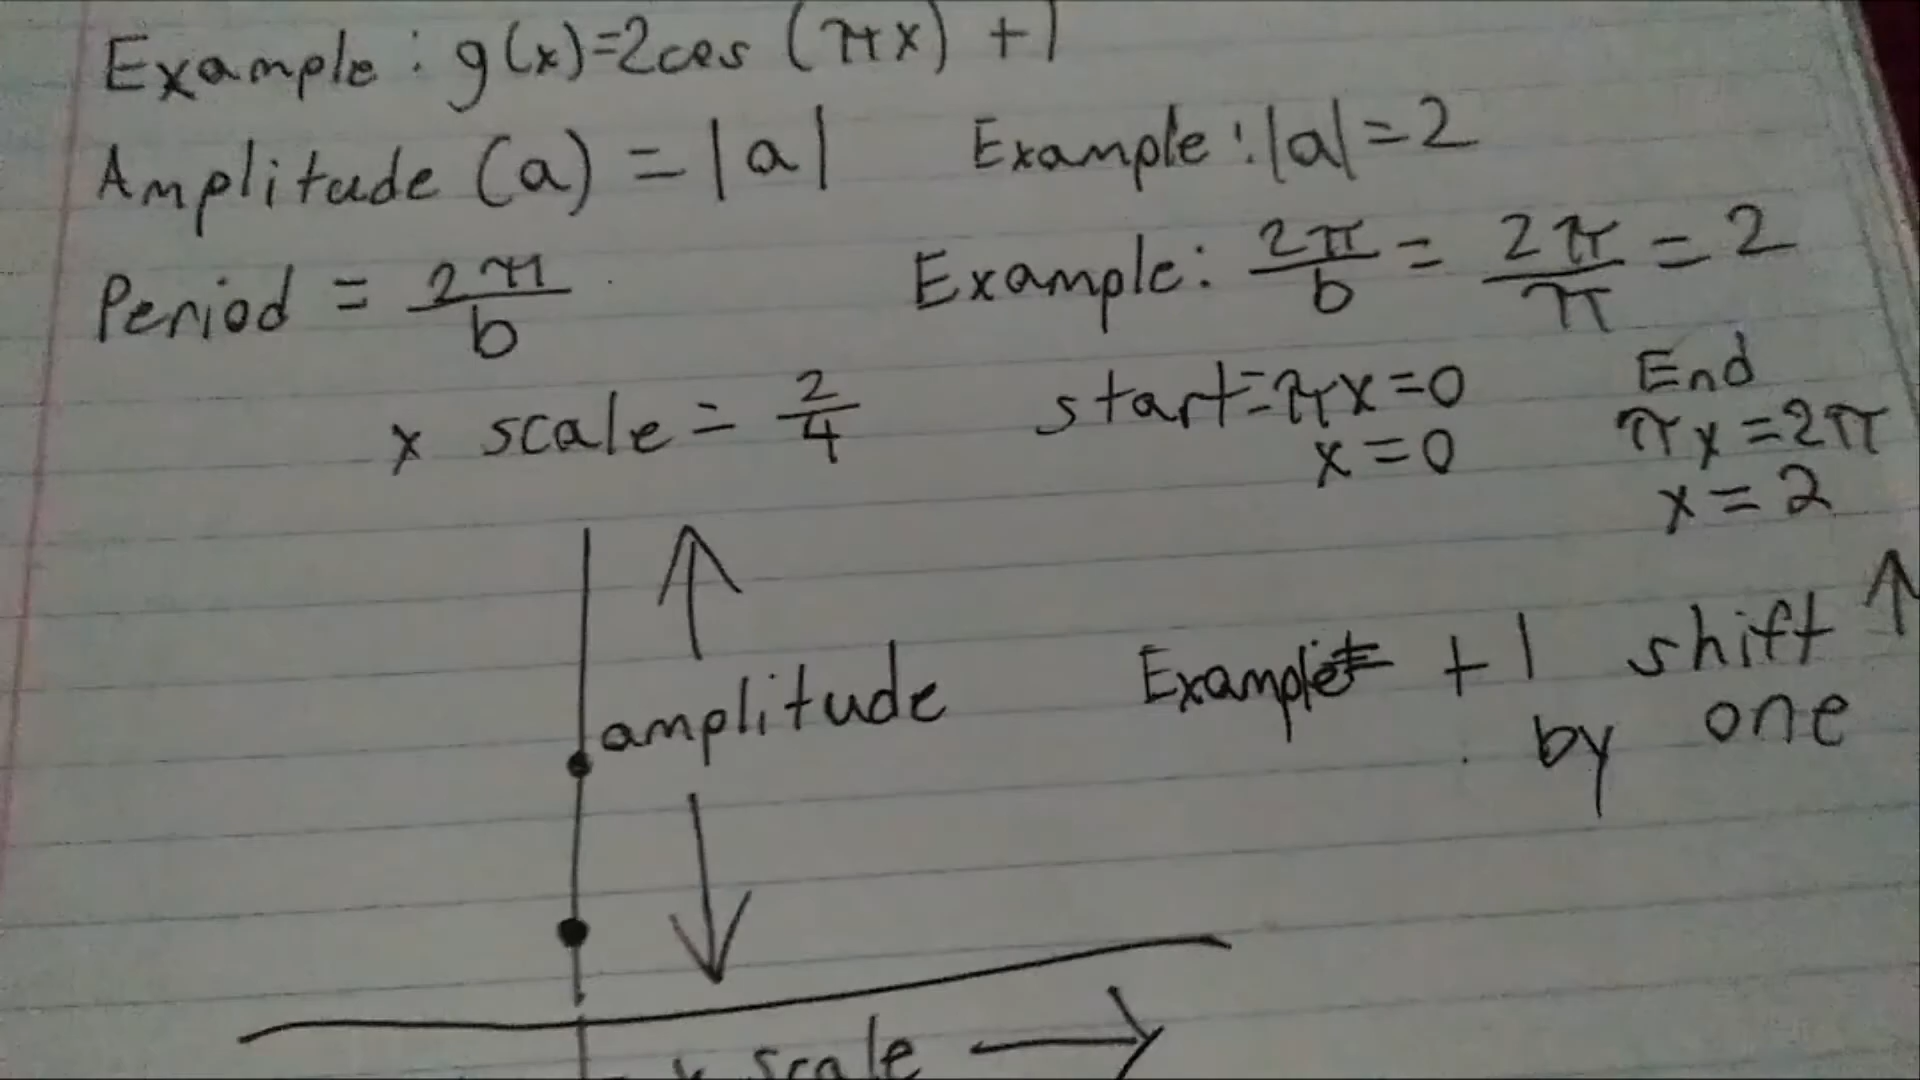 Example: g(x)=2cos (πx) +1
Amplitude (a) = |a| Example: |a|=2
Period = 2π/b Example: 2π/b = 2π/π = 2
x scale = 2/4 start=πx=0 End
x=0 πx=2π
x=2
amplitude Example +1 shift ↑
by one
x scale →